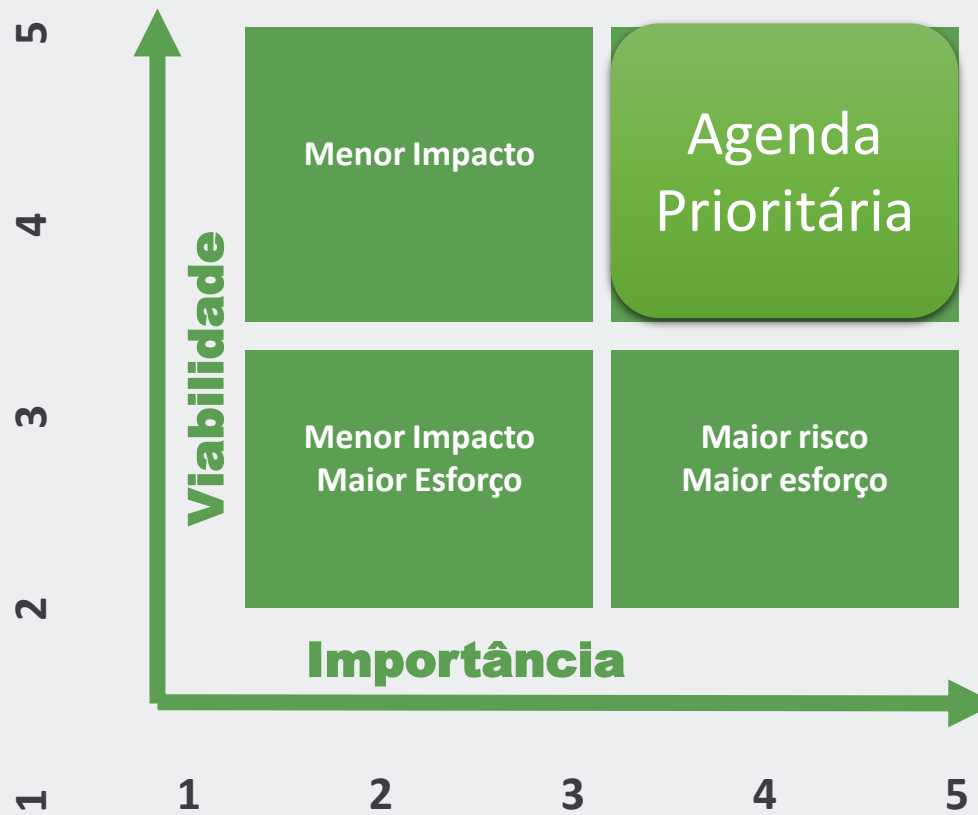 5
4
3
2
1
Viabilidade
Menor Impacto
Agenda
Prioritária
Menor Impacto
Maior Esforço
Maior risco
Maior esforço
Importância
1 2 3 4 5